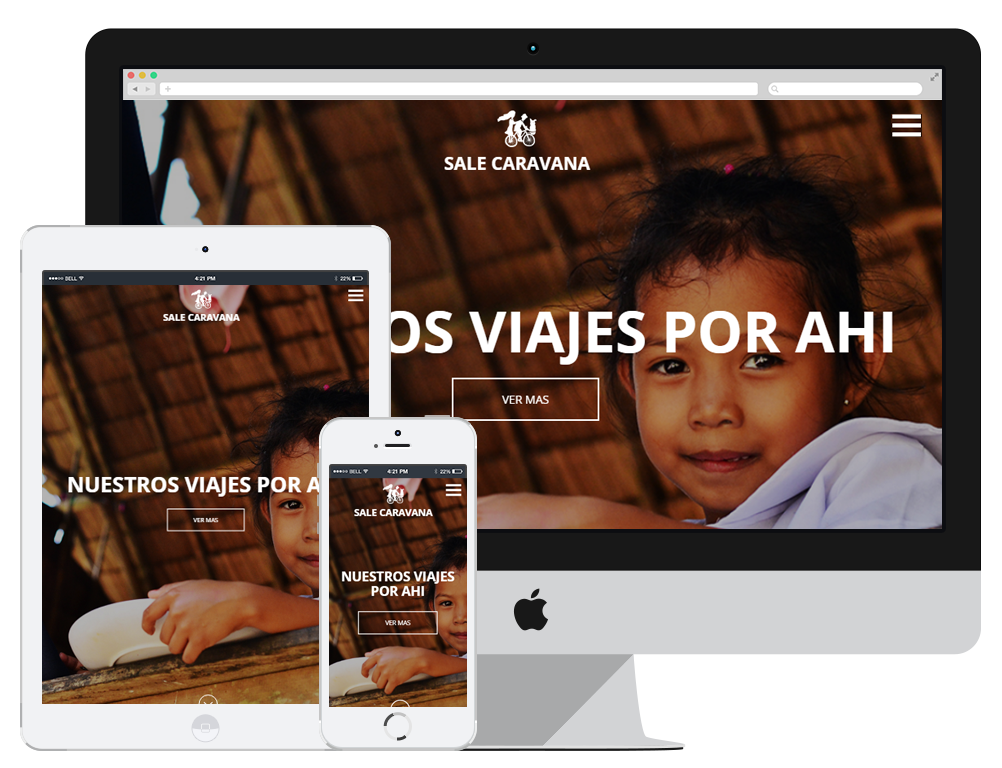 SALE CARAVANA
OS VIAJES POR AHI
VER MAS
BELL
4:21 PM
22%
SALE CARAVANA
NUESTROS VIAJES POR A
VER MAS
BELL
4:21 PM
22%
SALE CARAVANA
NUESTROS VIAJES
POR AHI
VER MAS